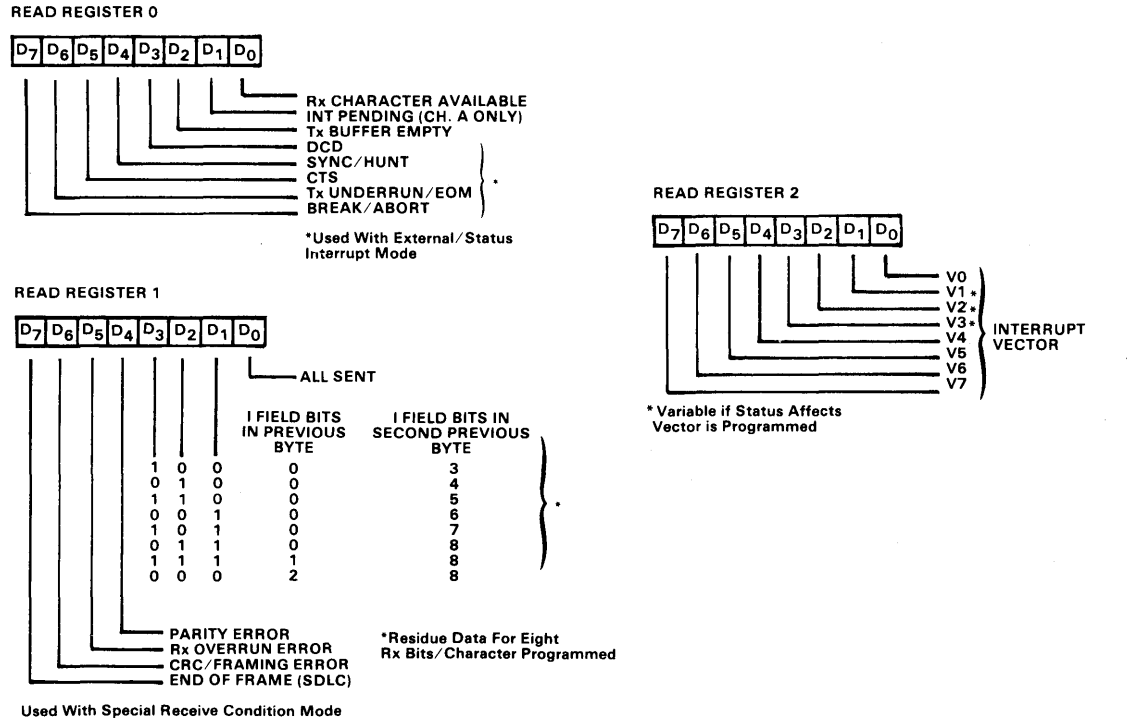 READ REGISTER 0
D7 D6 D5 D4 D3 D2 D1 D0
Rx CHARACTER AVAILABLE
INT PENDING (CH. A ONLY)
Tx BUFFER EMPTY
DCD
SYNC/HUNT
CTS
Tx UNDERRUN/EOM
BREAK/ABORT
*
*Used With External/Status
Interrupt Mode
READ REGISTER 1
D7 D6 D5 D4 D3 D2 D1 D0
ALL SENT
I FIELD BITS
IN PREVIOUS
BYTE
I FIELD BITS IN
SECOND PREVIOUS
BYTE
1 0 0 0 3
0 1 0 0 4
1 1 0 0 5
0 0 1 0 6
1 0 1 0 7
0 1 1 0 8
1 1 1 1 8
0 0 0 2 8
*
PARITY ERROR
Rx OVERRUN ERROR
CRC/FRAMING ERROR
END OF FRAME (SDLC)
*Residue Data For Eight
Rx Bits/Character Programmed
Used With Special Receive Condition Mode
READ REGISTER 2
D7 D6 D5 D4 D3 D2 D1 D0
V0
V1 *
V2 *
V3 *
V4
V5
V6
V7
INTERRUPT
VECTOR
* Variable if Status Affects
Vector is Programmed